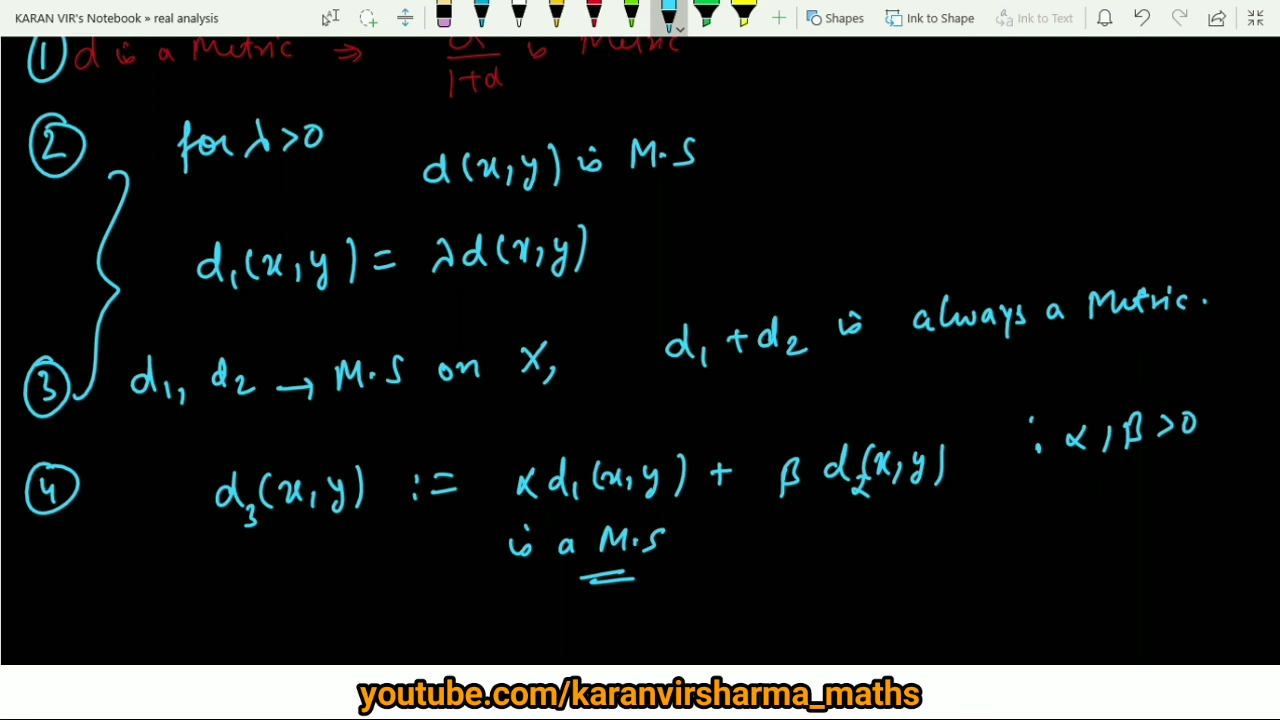 KARAN VIR's Notebook » real analysis
Shapes
Ink to Shape
Ink to Text
① d is a Metric ⇒ d/1+d is Metric
② for λ>0
d(x,y) is M.S
d₁(x,y) = λd(x,y)
③ d₁, d₂ → M.S on X, d₁+d₂ is always a Metric.
④ d₃(x,y) := αd₁(x,y) + β d₂(x,y) : α,β>0
is a M.S
youtube.com/karanvirsharma_maths